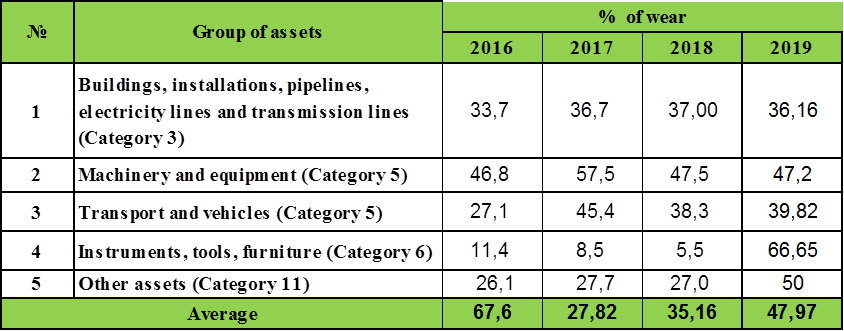 № Group of assets % of wear
2016 2017 2018 2019
1 Buildings, installations, pipelines,
electricity lines and transmission lines
(Category 3) 33,7 36,7 37,00 36,16
2 Machinery and equipment (Category 5) 46,8 57,5 47,5 47,2
3 Transport and vehicles (Category 5) 27,1 45,4 38,3 39,82
4 Instruments, tools, furniture (Category 6) 11,4 8,5 5,5 66,65
5 Other assets (Category 11) 26,1 27,7 27,0 50
Average 67,6 27,82 35,16 47,97